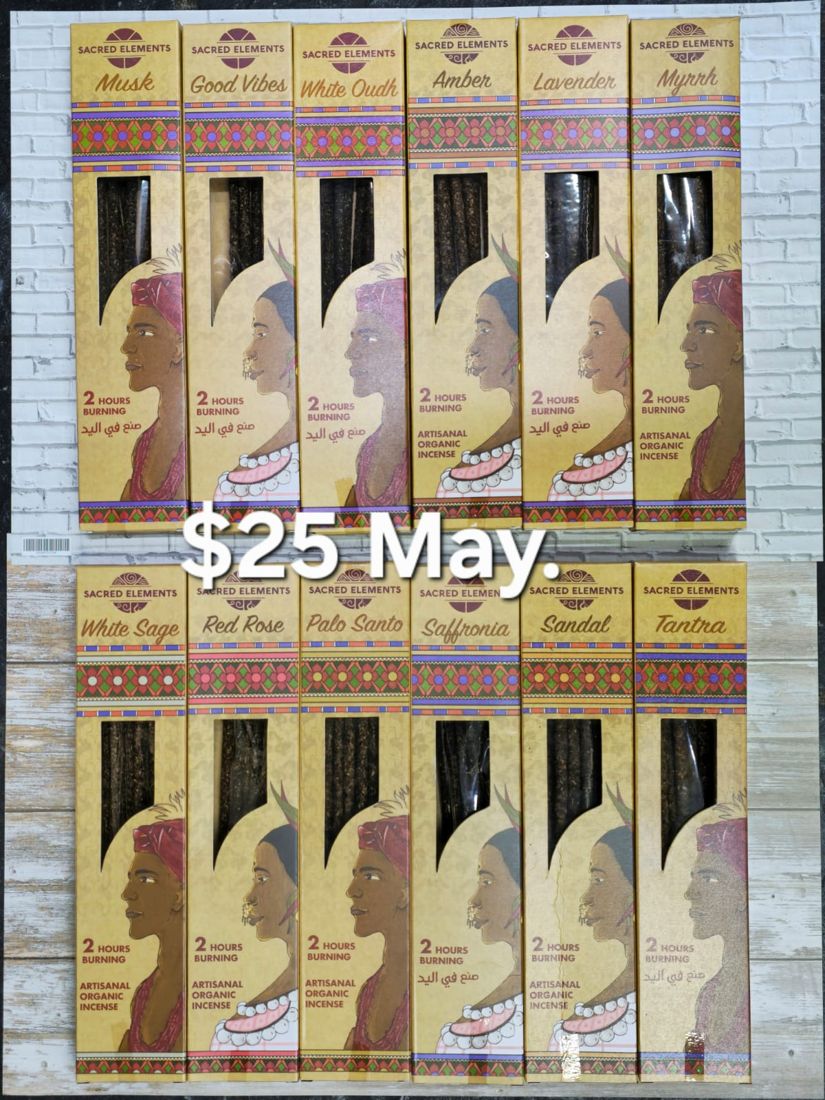 SACRED ELEMENTS
Musk
2 HOURS
BURNING
صنع في اليد
SACRED ELEMENTS
Good Vibes
2 HOURS
BURNING
صنع في اليد
SACRED ELEMENTS
White Oudh
2 HOURS
BURNING
صنع في اليد
SACRED ELEMENTS
Amber
2 HOURS
BURNING
ARTISANAL
ORGANIC
INCENSE
SACRED ELEMENTS
Lavender
2 HOURS
BURNING
صنع في اليد
SACRED ELEMENTS
Myrrh
2 HOURS
BURNING
ARTISANAL
ORGANIC
INCENSE
$25 May.
SACRED ELEMENTS
White Sage
2 HOURS
BURNING
ARTISANAL
ORGANIC
INCENSE
SACRED ELEMENTS
Red Rose
2 HOURS
BURNING
ARTISANAL
ORGANIC
INCENSE
SACRED ELEMENTS
Palo Santo
2 HOURS
BURNING
ARTISANAL
ORGANIC
INCENSE
SACRED ELEMENTS
Saffronia
2 HOURS
BURNING
صنع في اليد
SACRED ELEMENTS
Sandal
2 HOURS
BURNING
ARTISANAL
ORGANIC
INCENSE
SACRED ELEMENTS
Tantra
2 HOURS
BURNING
صنع في اليد